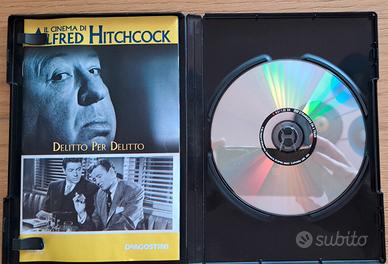 IL CINEMA DI
ALFRED HITCHCOCK
DELITTO PER DELITTO
DEAGOSTINI
subito